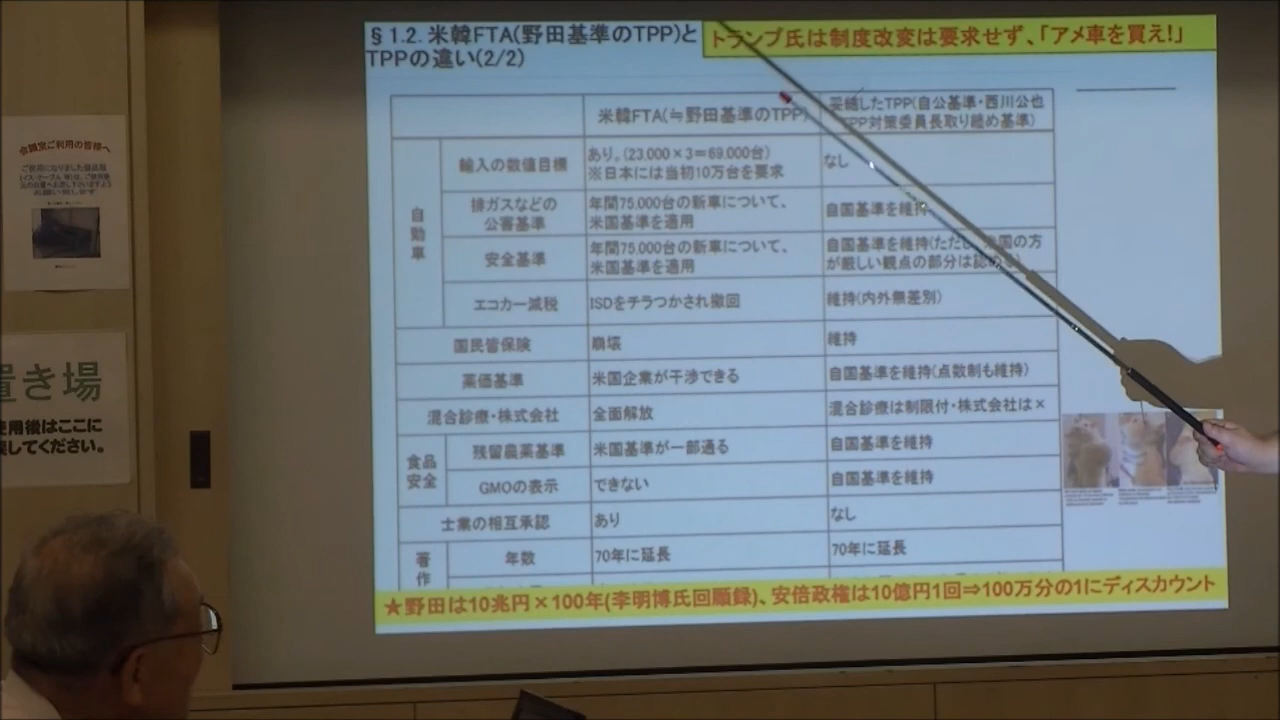 §1.2. 米韓FTA(野田基準のTPP)と
TPPの違い(2/2)
トランプ氏は制度改変は要求せず、「アメ車を買え!」
米韓FTA(≒野田基準のTPP)
妥結したTPP(自公基準・西川公也
TPP対策委員長取り纏め基準)
自動車
輸入の数値目標
あり。(23,000×3=69,000台)
※日本には当初10万台を要求
なし
排ガスなどの
公害基準
年間75,000台の新車について、
米国基準を適用
自国基準を維持
安全基準
年間75,000台の新車について、
米国基準を適用
自国基準を維持(ただし、米国の方
が厳しい観点の部分は認める)
エコカー減税
ISDをチラつかされ撤回
維持(内外無差別)
国民皆保険
崩壊
維持
薬価基準
米国企業が干渉できる
自国基準を維持(点数制も維持)
混合診療・株式会社
全面解放
混合診療は制限付・株式会社は×
食品
安全
残留農薬基準
米国基準が一部通る
自国基準を維持
GMOの表示
できない
自国基準を維持
士業の相互承認
あり
なし
著作
年数
70年に延長
70年に延長
★野田は10兆円×100年(李明博氏回顧録)、安倍政権は10億円1回⇒100万分の1にディスカウント
会議室ご利用の皆様へ
置き場
使用後はここに
戻してください。